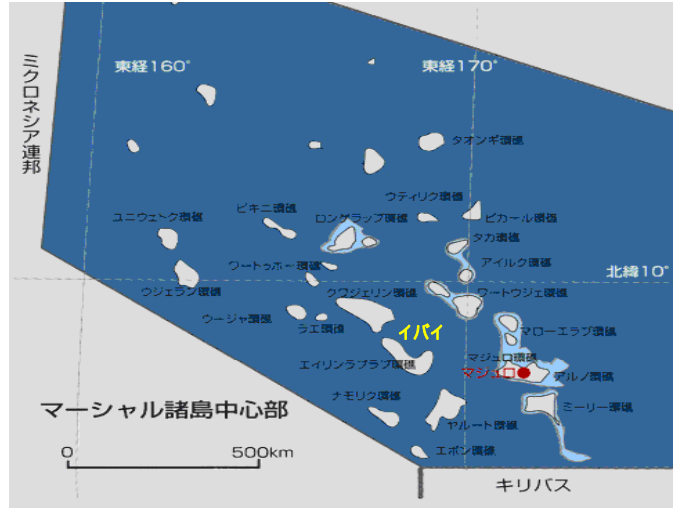 東経160°
東経170°
ミクロネシア連邦
タオンギ環礁
ウティリク環礁
ビキニ環礁
ロンゲラップ環礁
ビカール環礁
ユニウェトク環礁
タカ環礁
アイルク環礁
ワートゥホー環礁
北緯10°
ウジェラン環礁
クワジェリン環礁
ワートウジェ環礁
ウージャ環礁
ラエ環礁
イバイ
マローエラブ環礁
マジュロ環礁
エイリンラプラプ環礁
マジュロ
アルノ環礁
ナモリク環礁
ミーリー環礁
マーシャル諸島中心部
ヤルート環礁
0 500km
エボン環礁
キリバス